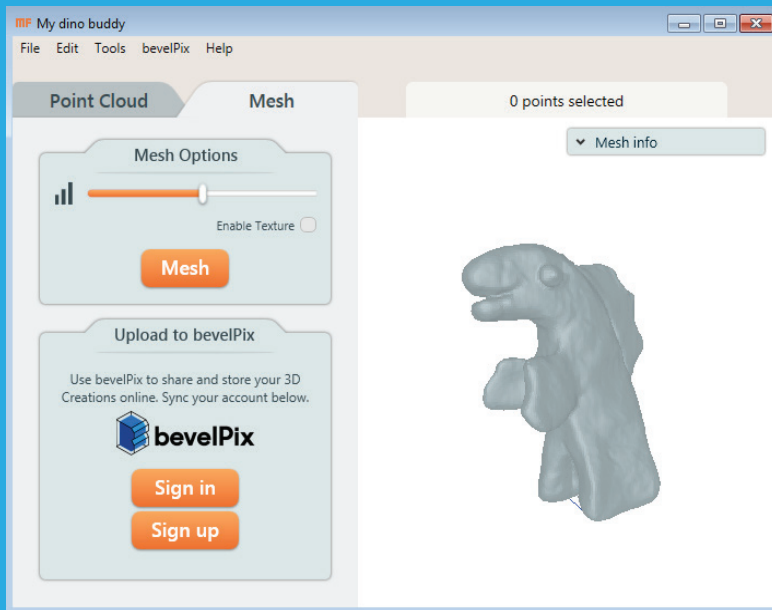 MF My dino buddy
File Edit Tools bevelPix Help
Point Cloud Mesh 0 points selected
Mesh info
Mesh Options
Enable Texture
Mesh
Upload to bevelPix
Use bevelPix to share and store your 3D
Creations online. Sync your account below.
bevelPix
Sign in
Sign up